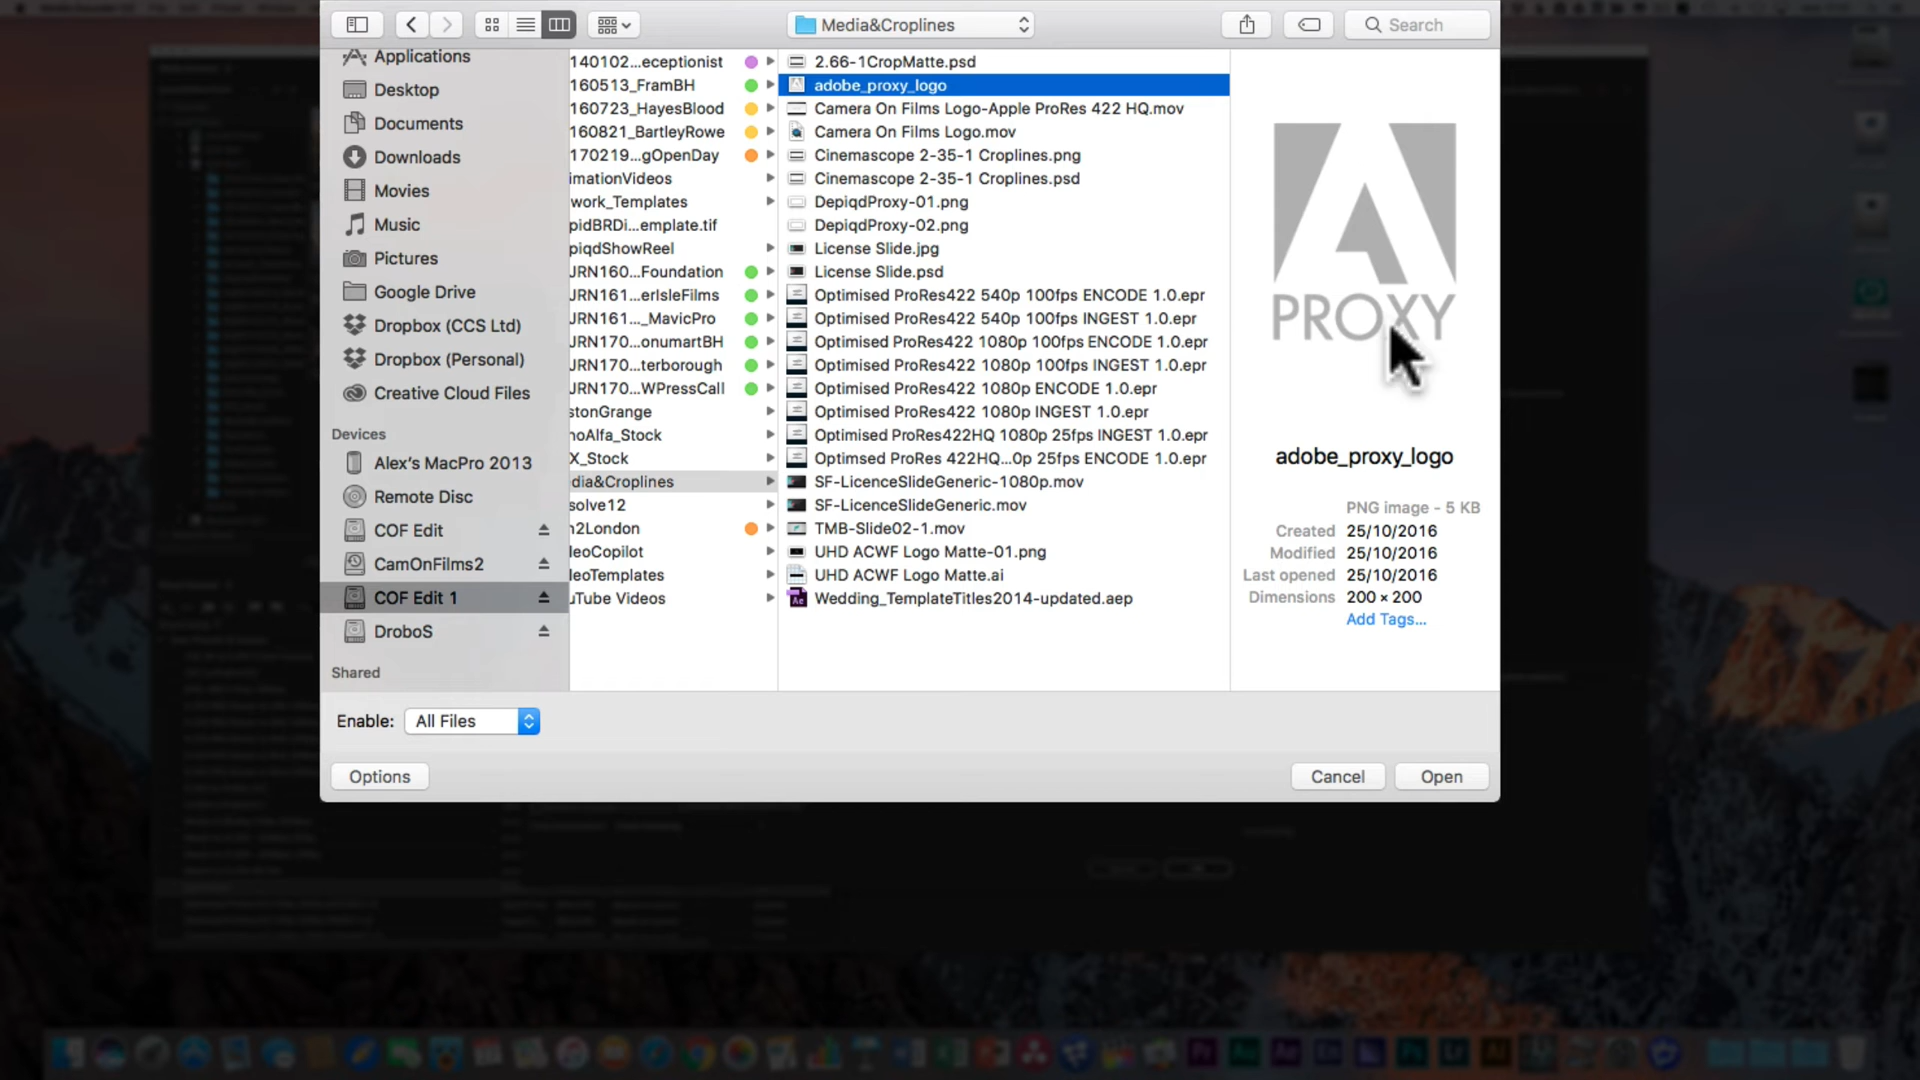 Media&Croplines
Search
Applications
Desktop
Documents
Downloads
Movies
Music
Pictures
Google Drive
Dropbox (CCS Ltd)
Dropbox (Personal)
Creative Cloud Files
Devices
Alex's MacPro 2013
Remote Disc
COF Edit
CamOnFilms2
COF Edit 1
DroboS
Shared
140102...eceptionist
160513_FramBH
160723_HayesBlood
160821_BartleyRowe
170219...gOpenDay
imationVideos
work_Templates
pidBRDi...emplate.tif
piqdShowReel
JRN160...Foundation
JRN161...erIsleFilms
JRN161..._MavicPro
JRN170...onumartBH
JRN170...terborough
JRN170...WPressCall
stonGrange
noAlfa_Stock
X_Stock
dia&Croplines
solve12
n2London
leoCopilot
leoTemplates
uTube Videos
2.66-1CropMatte.psd
adobe_proxy_logo
Camera On Films Logo-Apple ProRes 422 HQ.mov
Camera On Films Logo.mov
Cinemascope 2-35-1 Croplines.png
Cinemascope 2-35-1 Croplines.psd
DepiqdProxy-01.png
DepiqdProxy-02.png
License Slide.jpg
License Slide.psd
Optimised ProRes422 540p 100fps ENCODE 1.0.epr
Optimised ProRes422 540p 100fps INGEST 1.0.epr
Optimised ProRes422 1080p 100fps ENCODE 1.0.epr
Optimised ProRes422 1080p 100fps INGEST 1.0.epr
Optimised ProRes422 1080p ENCODE 1.0.epr
Optimised ProRes422 1080p INGEST 1.0.epr
Optimised ProRes422HQ 1080p 25fps INGEST 1.0.epr
Optimsed ProRes 422HQ...0p 25fps ENCODE 1.0.epr
SF-LicenceSlideGeneric-1080p.mov
SF-LicenceSlideGeneric.mov
TMB-Slide02-1.mov
UHD ACWF Logo Matte-01.png
UHD ACWF Logo Matte.ai
Wedding_TemplateTitles2014-updated.aep
PROXY
adobe_proxy_logo
PNG image - 5 KB
Created 25/10/2016
Modified 25/10/2016
Last opened 25/10/2016
Dimensions 200 × 200
Add Tags...
Enable: All Files
Options
Cancel
Open